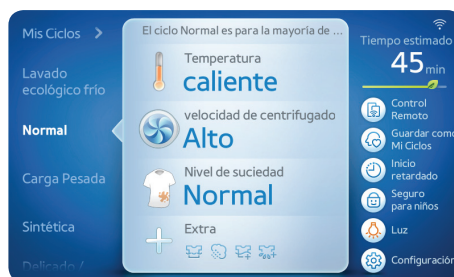 Mis Ciclos >
Lavado
ecológico frío
Normal
Carga Pesada
Sintética
Delicado /
El ciclo Normal es para la mayoría de ...
Temperatura
caliente
velocidad de centrifugado
Alto
Nivel de suciedad
Normal
Extra
Tiempo estimado
45 min
Control
Remoto
Guardar como
Mi Ciclos
Inicio
retardado
Seguro
para niños
Luz
Configuración